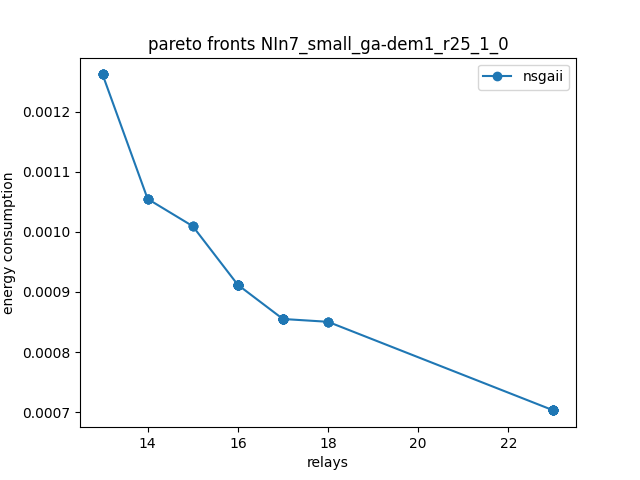 pareto fronts NIn7_small_ga-dem1_r25_1_0
nsgaii
0.0012
0.0011
0.0010
0.0009
0.0008
0.0007
energy consumption
14 16 18 20 22
relays